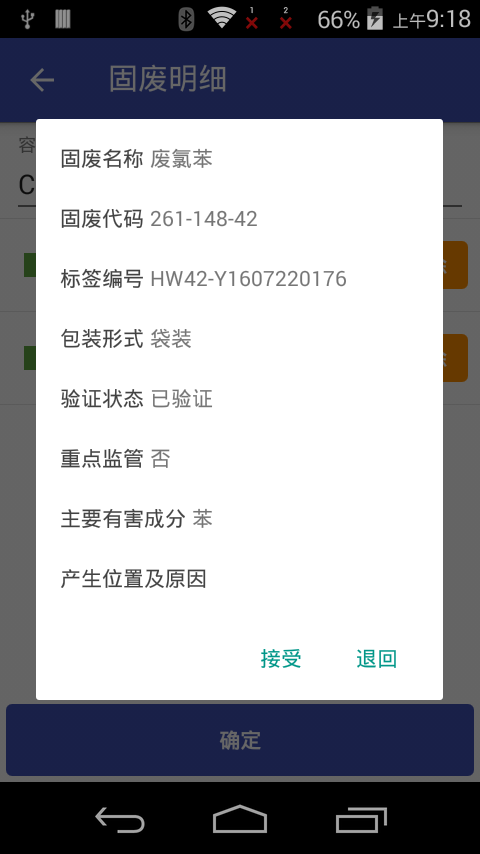 1 2 66% 上午9:18
固废明细
容
C
固废名称 废氯苯
固废代码 261-148-42
标签编号 HW42-Y1607220176
包装形式 袋装
验证状态 已验证
重点监管 否
主要有害成分 苯
产生位置及原因
接受 退回
确定